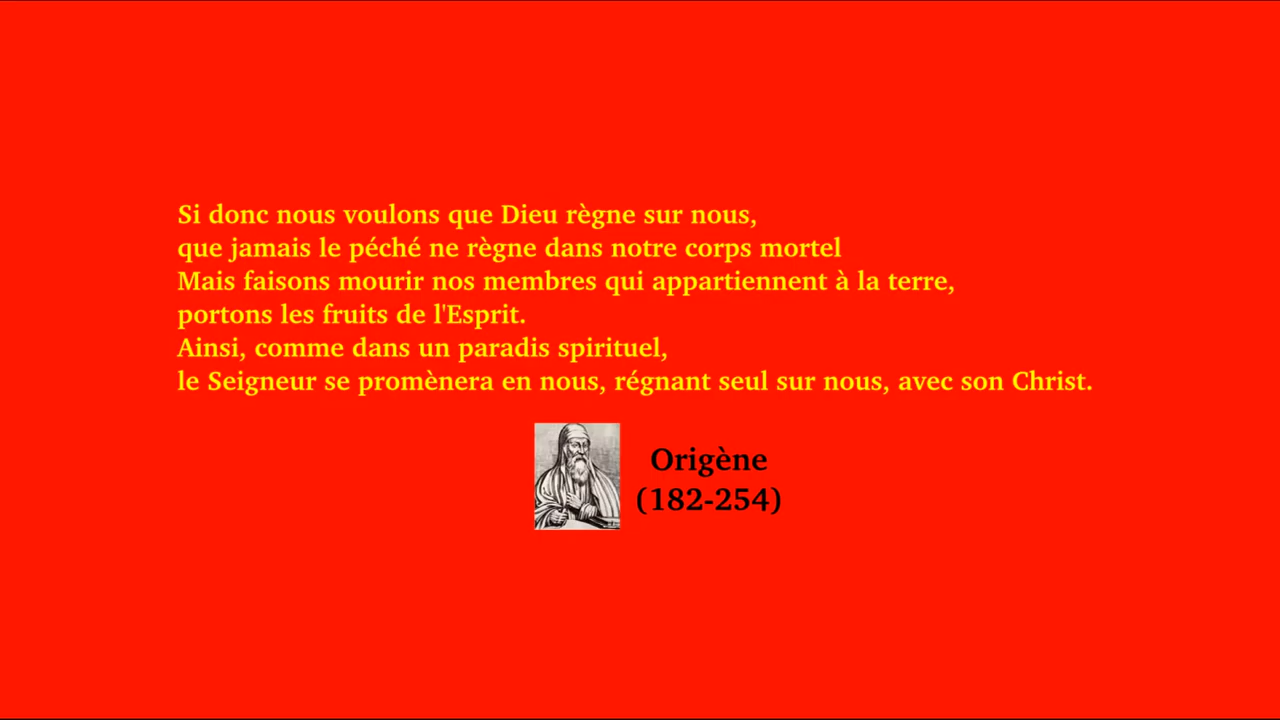 Si donc nous voulons que Dieu règne sur nous,
que jamais le péché ne règne dans notre corps mortel
Mais faisons mourir nos membres qui appartiennent à la terre,
portons les fruits de l'Esprit.
Ainsi, comme dans un paradis spirituel,
le Seigneur se promènera en nous, régnant seul sur nous, avec son Christ.
Origène
(182-254)